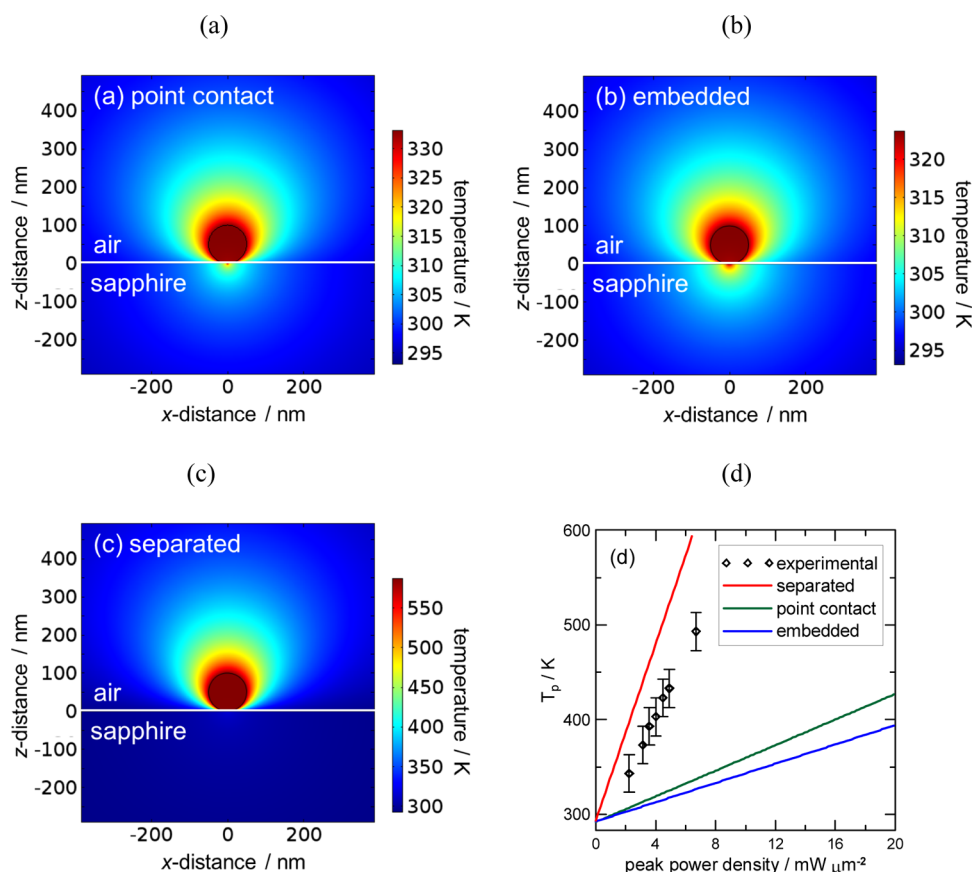 (a)
(a) point contact
400
300
200
100
0
-100
-200
z-distance / nm
air
sapphire
-200
0
200
x-distance / nm
330
325
320
315
310
305
300
295
temperature / K
(b)
(b) embedded
400
300
200
100
0
-100
-200
z-distance / nm
air
sapphire
-200
0
200
x-distance / nm
320
315
310
305
300
295
temperature / K
(c)
(c) separated
400
300
200
100
0
-100
-200
z-distance / nm
air
sapphire
-200
0
200
x-distance / nm
550
500
450
400
350
300
temperature / K
(d)
(d)
experimental
separated
point contact
embedded
600
500
400
300
Tp / K
0
4
8
12
16
20
peak power density / mW μm⁻²